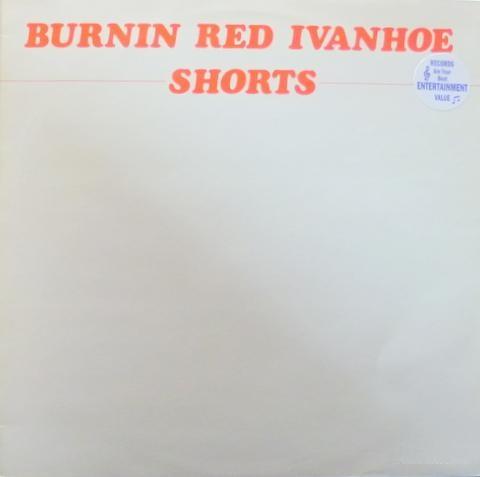 BURNIN RED IVANHOE
SHORTS
RECORDS
Are Your
Best
ENTERTAINMENT
VALUE